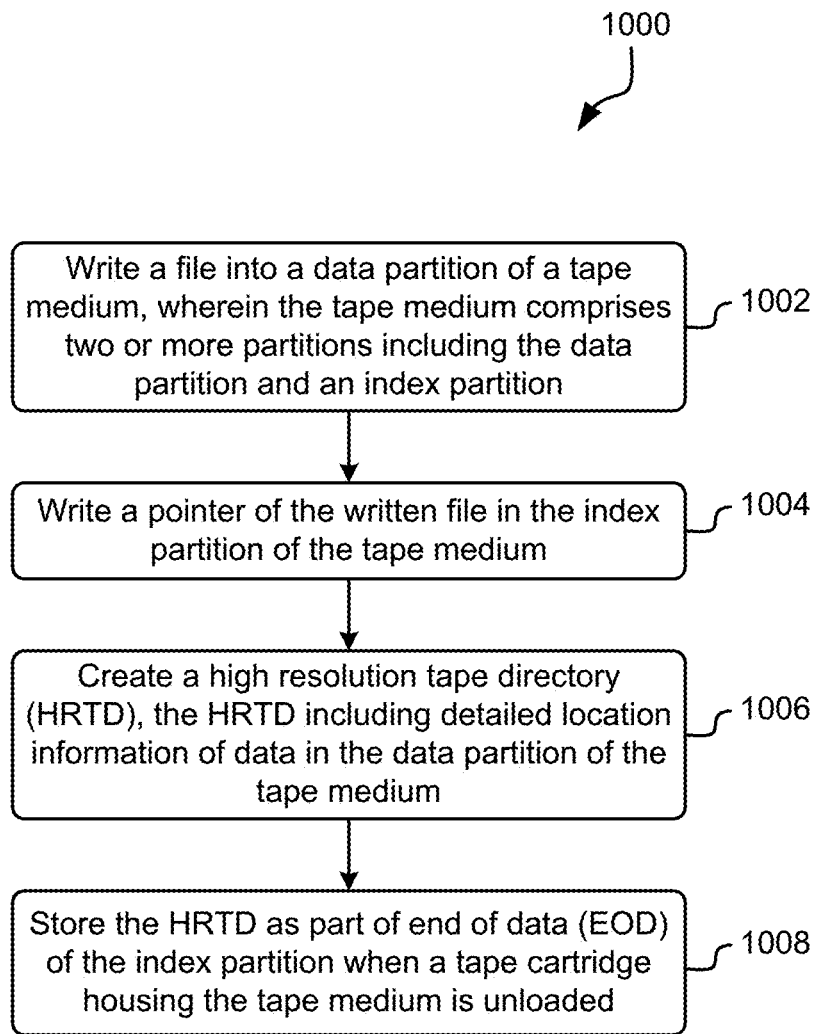 1000
Write a file into a data partition of a tape
medium, wherein the tape medium comprises
two or more partitions including the data
partition and an index partition
1002
Write a pointer of the written file in the index
partition of the tape medium
1004
Create a high resolution tape directory
(HRTD), the HRTD including detailed location
information of data in the data partition of the
tape medium
1006
Store the HRTD as part of end of data (EOD)
of the index partition when a tape cartridge
housing the tape medium is unloaded
1008